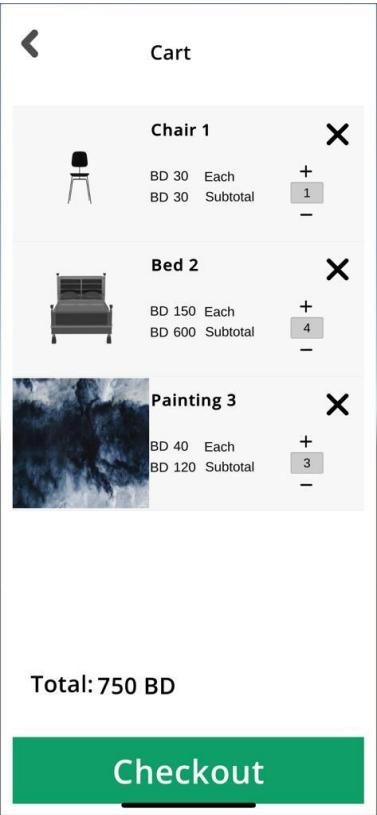 Cart
Chair 1
BD 30 Each
+
1
BD 30 Subtotal
−
Bed 2
BD 150 Each
+
4
BD 600 Subtotal
−
Painting 3
BD 40 Each
+
3
BD 120 Subtotal
−
Total: 750 BD
Checkout